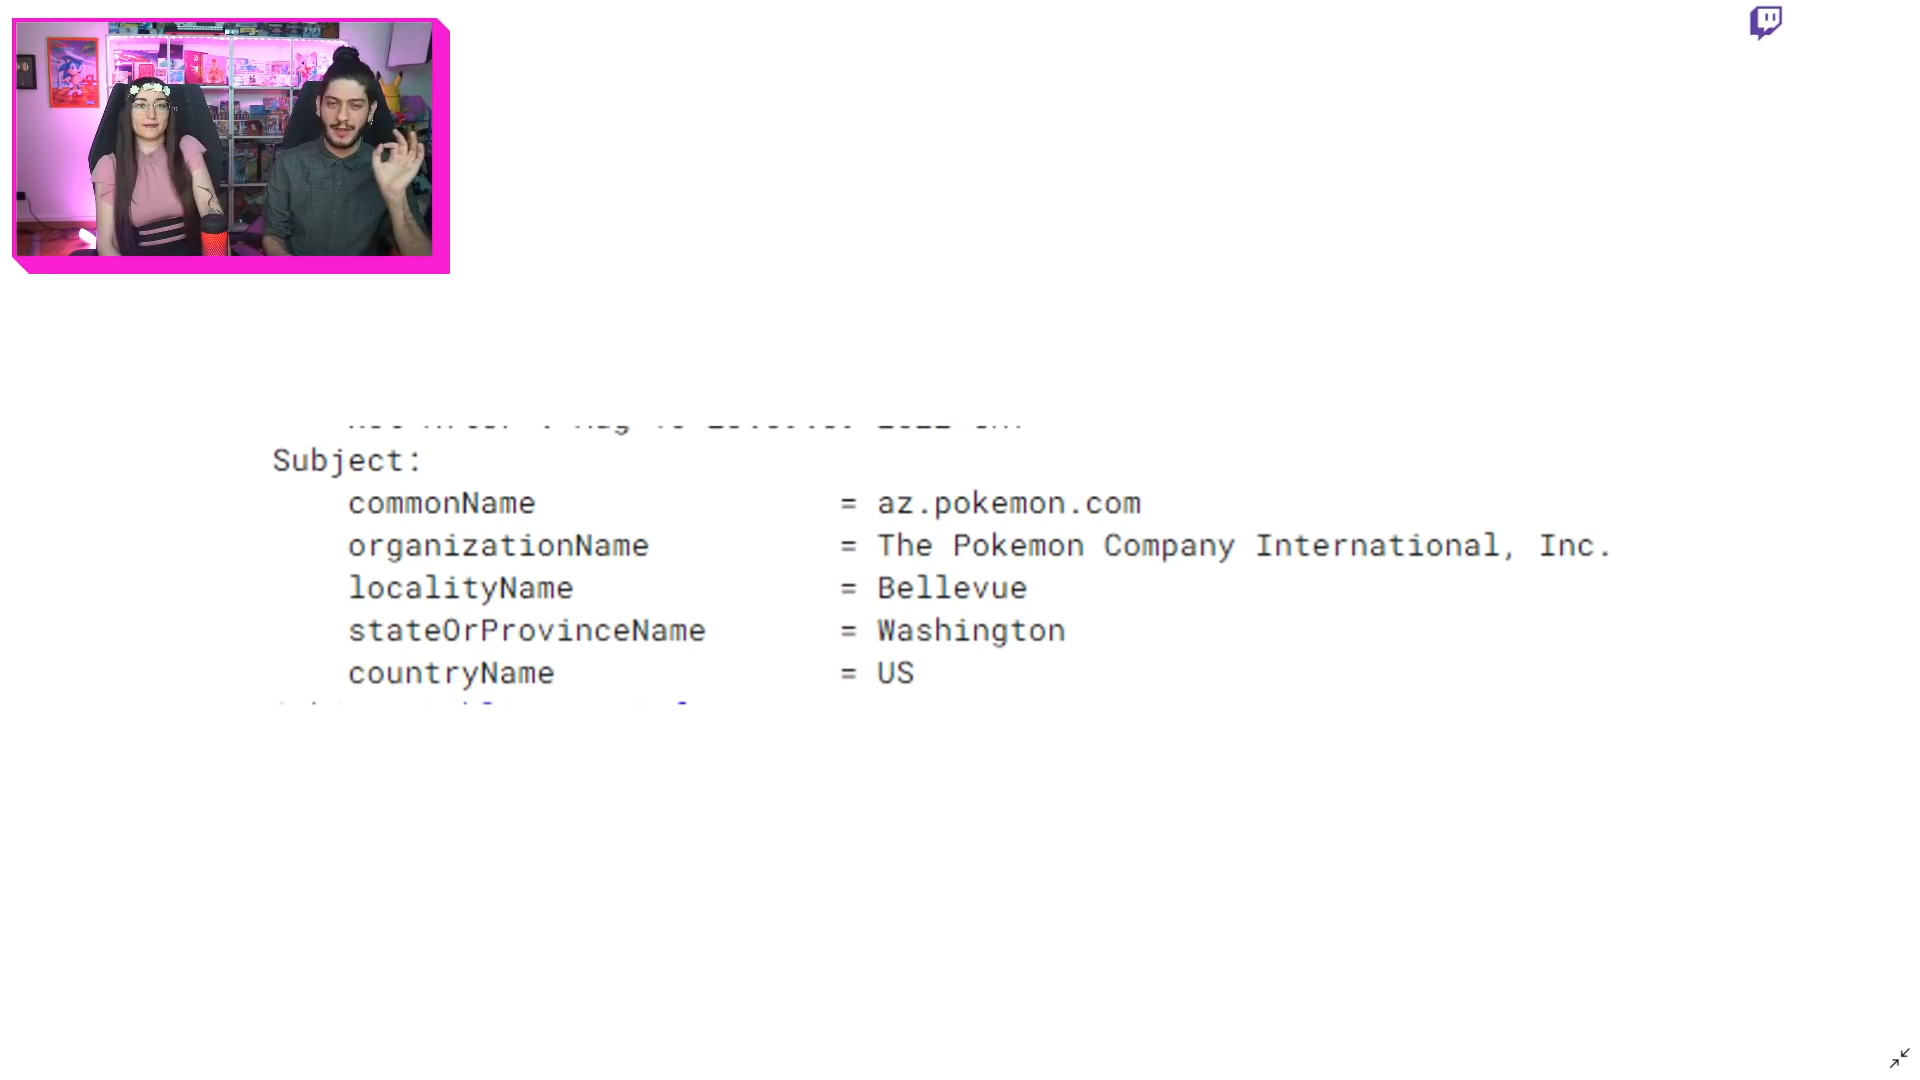 Subject:
commonName = az.pokemon.com
organizationName = The Pokemon Company International, Inc.
localityName = Bellevue
stateOrProvinceName = Washington
countryName = US